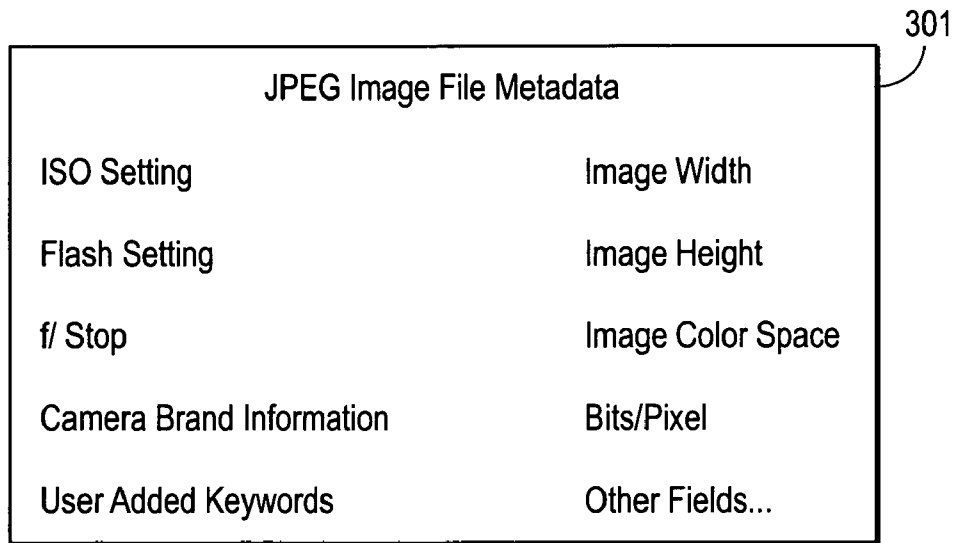 301
JPEG Image File Metadata
ISO Setting Image Width
Flash Setting Image Height
f/ Stop Image Color Space
Camera Brand Information Bits/Pixel
User Added Keywords Other Fields...